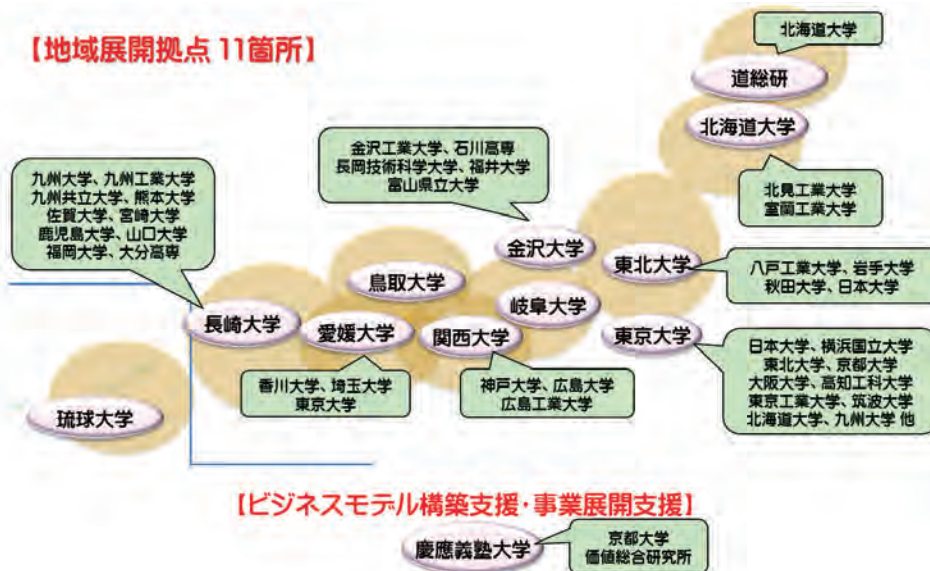 【地域展開拠点 11箇所】
北海道大学
道総研
北海道大学
北見工業大学
室蘭工業大学
金沢工業大学、石川高専
長岡技術科学大学、福井大学
富山県立大学
九州大学、九州工業大学
九州共立大学、熊本大学
佐賀大学、宮崎大学
鹿児島大学、山口大学
福岡大学、大分高専
金沢大学
東北大学
八戸工業大学、岩手大学
秋田大学、日本大学
鳥取大学
岐阜大学
長崎大学
愛媛大学
関西大学
東京大学
日本大学、横浜国立大学
東北大学、京都大学
大阪大学、高知工科大学
東京工業大学、筑波大学
北海道大学、九州大学 他
香川大学、埼玉大学
東京大学
神戸大学、広島大学
広島工業大学
琉球大学
【ビジネスモデル構築支援・事業展開支援】
慶應義塾大学
京都大学
価値総合研究所